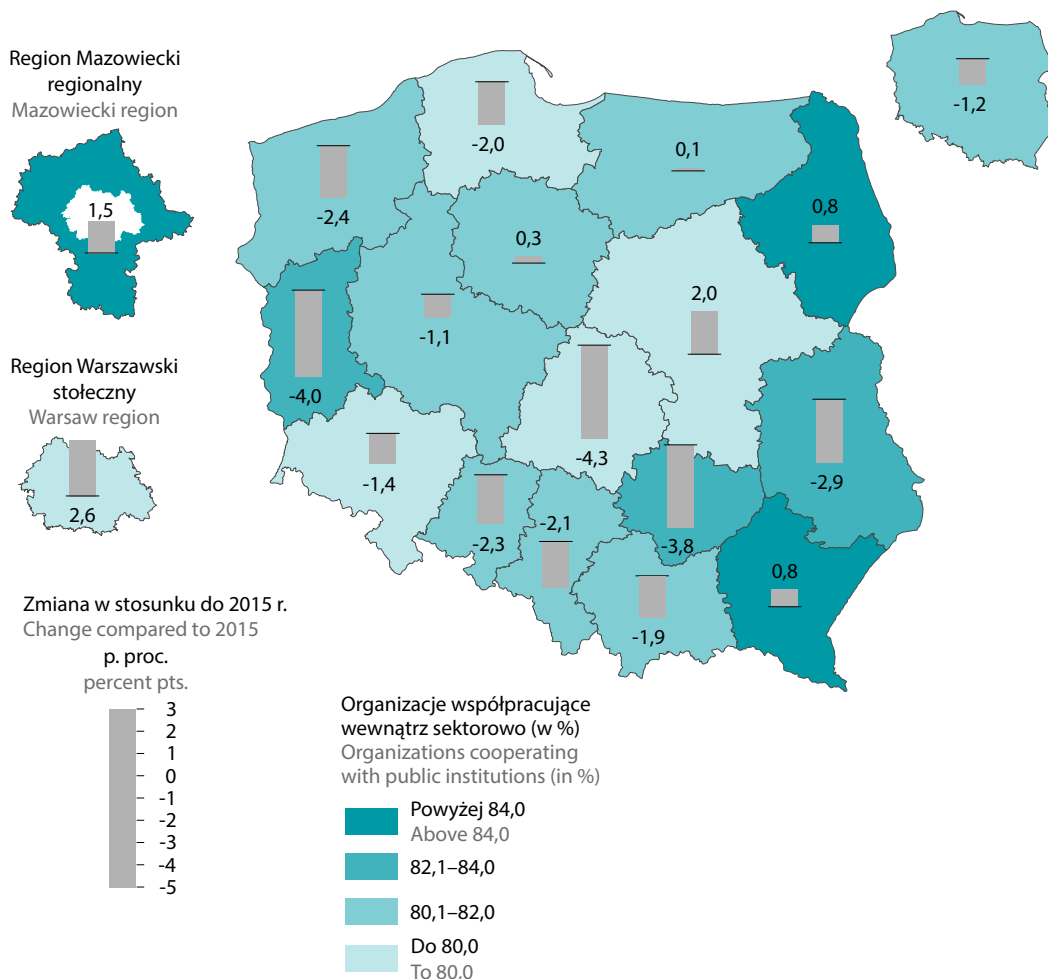 Region Mazowiecki
regionalny
Mazowiecki region
1,5
Region Warszawski
stołeczny
Warsaw region
2,6
-1,2
-2,0
0,1
0,8
-2,4
0,3
2,0
-1,1
-4,0
-4,3
-2,9
-1,4
-2,3
-2,1
-3,8
0,8
-1,9
Zmiana w stosunku do 2015 r.
Change compared to 2015
p. proc.
percent pts.
3
2
1
0
-1
-2
-3
-4
-5
Organizacje współpracujące
wewnątrz sektorowo (w %)
Organizations cooperating
with public institutions (in %)
Powyżej 84,0
Above 84,0
82,1–84,0
80,1–82,0
Do 80,0
To 80,0